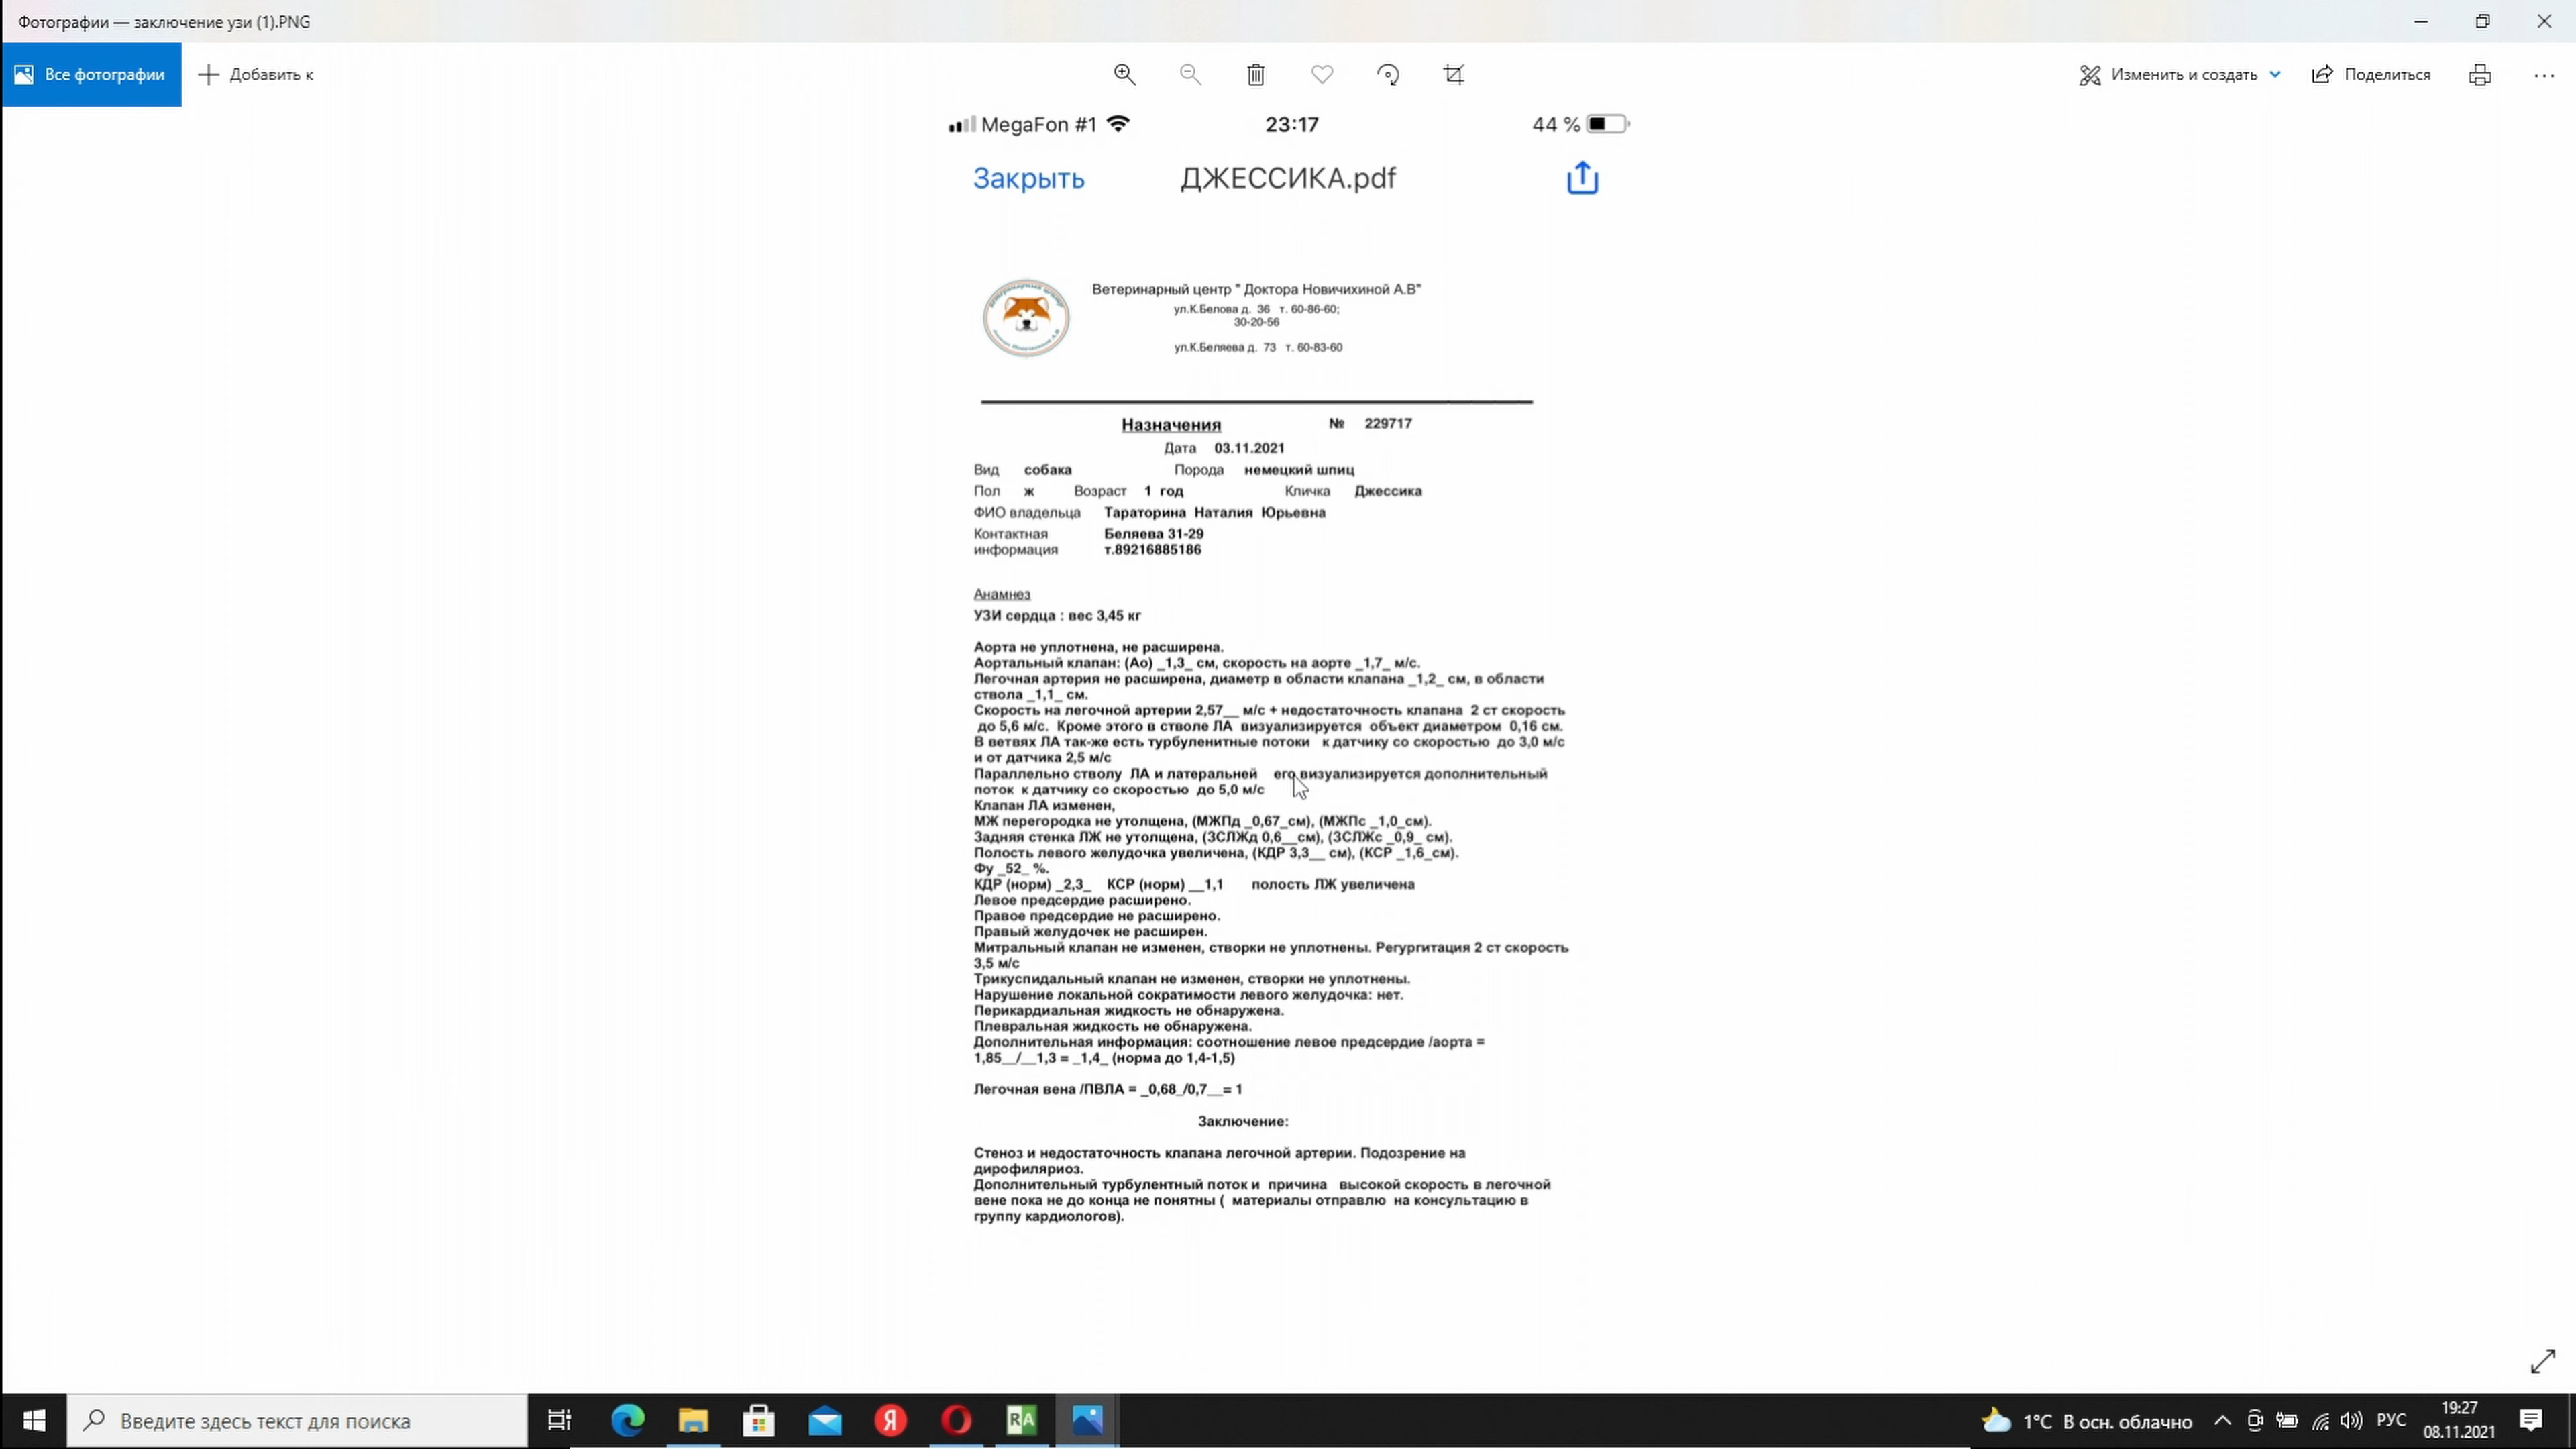 Фотографии — заключение узи (1).PNG
Все фотографии
Добавить к
Изменить и создать
Поделиться
MegaFon #1
23:17
44 %
Закрыть
ДЖЕССИКА.pdf
Ветеринарный центр " Доктора Новичихиной А.В"
ул.К.Белова д. 36 т. 60-86-60;
30-20-56
ул.К.Беляева д. 73 т. 60-83-60
Назначения № 229717
Дата 03.11.2021
Вид собака Порода немецкий шпиц
Пол ж Возраст 1 год Кличка Джессика
ФИО владельца Тараторина Наталия Юрьевна
Контактная Беляева 31-29
информация т.89216885186
Анамнез
УЗИ сердца : вес 3,45 кг
Аорта не уплотнена, не расширена.
Аортальный клапан: (Ао) _1,3_ см, скорость на аорте _1,7_ м/с.
Легочная артерия не расширена, диаметр в области клапана _1,2_ см, в области
ствола _1,1_ см.
Скорость на легочной артерии 2,57__ м/с + недостаточность клапана 2 ст скорость
до 5,6 м/с. Кроме этого в стволе ЛА визуализируется объект диаметром 0,16 см.
В ветвях ЛА так-же есть турбуленитные потоки к датчику со скоростью до 3,0 м/с
и от датчика 2,5 м/с
Параллельно стволу ЛА и латеральней его визуализируется дополнительный
поток к датчику со скоростью до 5,0 м/с
Клапан ЛА изменен,
МЖ перегородка не утолщена, (МЖПд _0,67_см), (МЖПс _1,0_см).
Задняя стенка ЛЖ не утолщена, (ЗСЛЖд 0,6__см), (ЗСЛЖс _0,9_ см).
Полость левого желудочка увеличена, (КДР 3,3__ см), (КСР _1,6_см).
Фу _52_ %.
КДР (норм) _2,3_ КСР (норм) __1,1 полость ЛЖ увеличена
Левое предсердие расширено.
Правое предсердие не расширено.
Правый желудочек не расширен.
Митральный клапан не изменен, створки не уплотнены. Регургитация 2 ст скорость
3,5 м/с
Трикуспидальный клапан не изменен, створки не уплотнены.
Нарушение локальной сократимости левого желудочка: нет.
Перикардиальная жидкость не обнаружена.
Плевральная жидкость не обнаружена.
Дополнительная информация: соотношение левое предсердие /аорта =
1,85__/__1,3 = _1,4_ (норма до 1,4-1,5)
Легочная вена /ПВЛА = _0,68_/0,7__= 1
Заключение:
Стеноз и недостаточность клапана легочной артерии. Подозрение на
дирофиляриоз.
Дополнительный турбулентный поток и причина высокой скорость в легочной
вене пока не до конца не понятны ( материалы отправлю на консультацию в
группу кардиологов).
Введите здесь текст для поиска
1°C В осн. облачно
РУС
19:27
08.11.2021